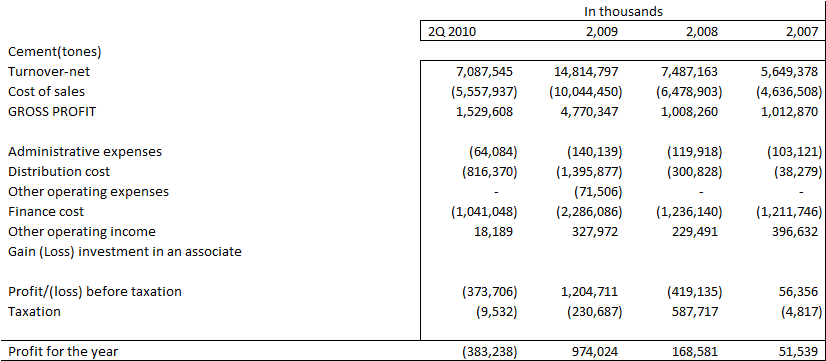 In thousands
2Q 2010 2,009 2,008 2,007
Cement(tones)
Turnover-net 7,087,545 14,814,797 7,487,163 5,649,378
Cost of sales (5,557,937) (10,044,450) (6,478,903) (4,636,508)
GROSS PROFIT 1,529,608 4,770,347 1,008,260 1,012,870
Administrative expenses (64,084) (140,139) (119,918) (103,121)
Distribution cost (816,370) (1,395,877) (300,828) (38,279)
Other operating expenses - (71,506) - -
Finance cost (1,041,048) (2,286,086) (1,236,140) (1,211,746)
Other operating income 18,189 327,972 229,491 396,632
Gain (Loss) investment in an associate
Profit/(loss) before taxation (373,706) 1,204,711 (419,135) 56,356
Taxation (9,532) (230,687) 587,717 (4,817)
Profit for the year (383,238) 974,024 168,581 51,539